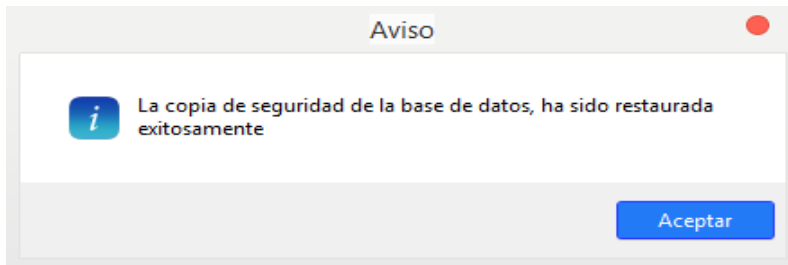 Aviso
La copia de seguridad de la base de datos, ha sido restaurada
exitosamente
Aceptar